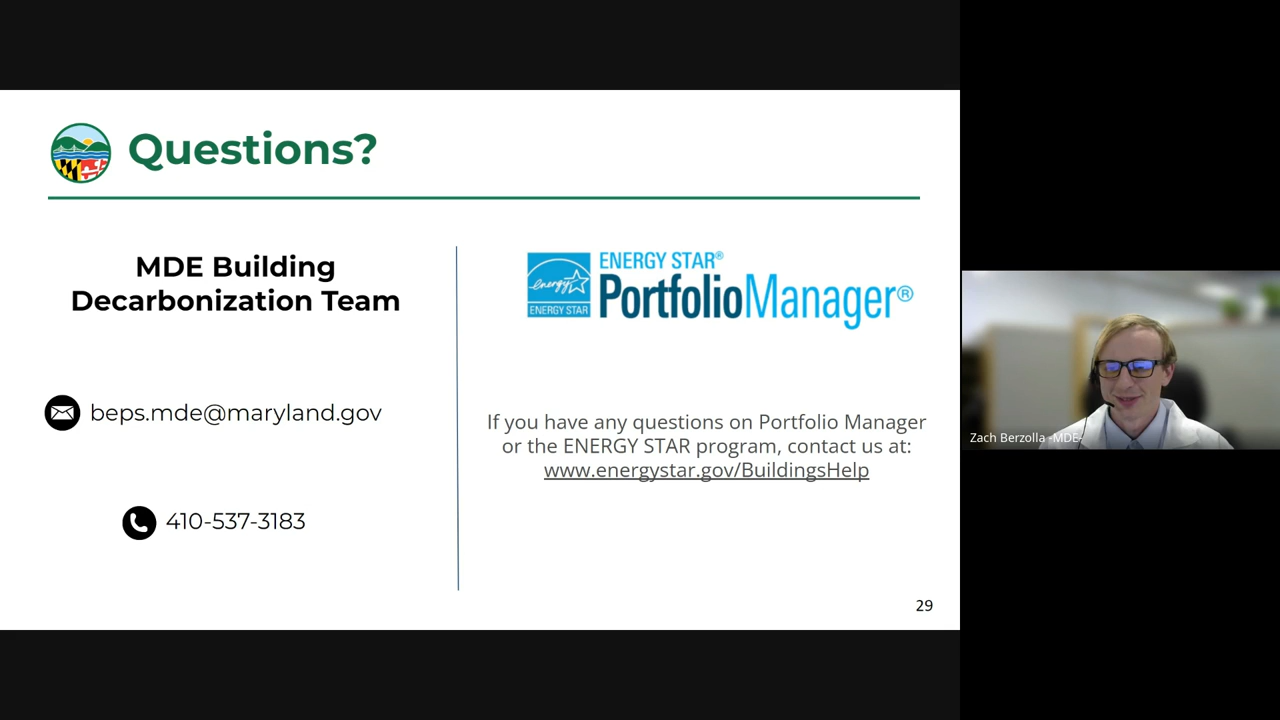 Questions?
MDE Building
Decarbonization Team
beps.mde@maryland.gov
410-537-3183
energy
ENERGY STAR
ENERGY STAR®
PortfolioManager®
If you have any questions on Portfolio Manager
or the ENERGY STAR program, contact us at:
www.energystar.gov/BuildingsHelp
29
Zach Berzolla -MDE-